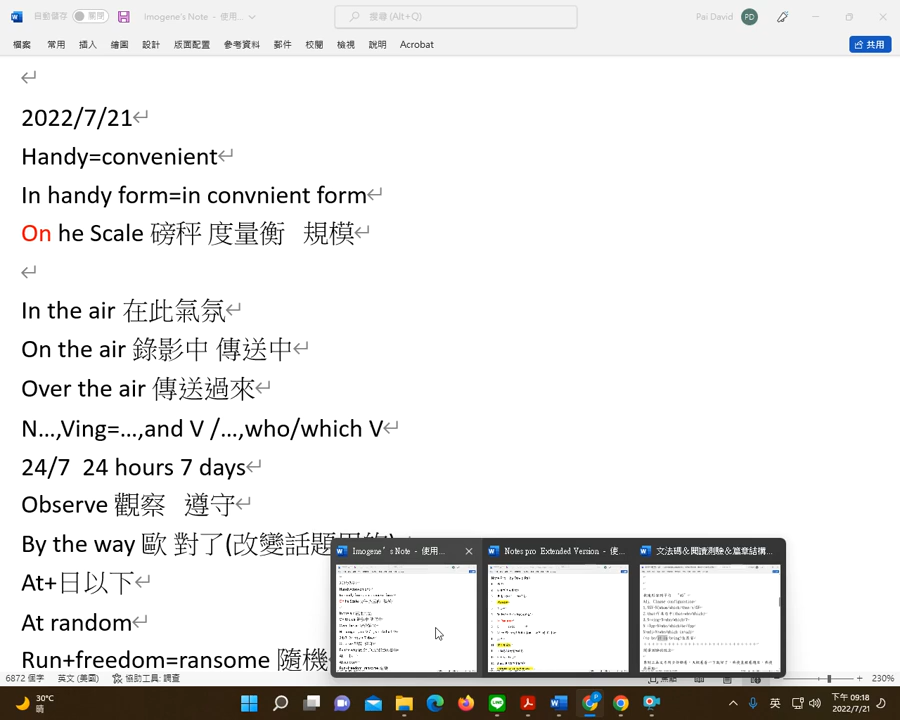 自動儲存 關閉 Imogene's Note - 使用... 搜尋 (Alt+Q) Pai David PD
檔案 常用 插入 繪圖 設計 版面配置 參考資料 郵件 校閱 檢視 說明 Acrobat 共用
2022/7/21
Handy=convenient
In handy form=in convnient form
On he Scale 磅秤 度量衡 規模
In the air 在此氣氛
On the air 錄影中 傳送中
Over the air 傳送過來
N...,Ving=...,and V /...,who/which V
24/7 24 hours 7 days
Observe 觀察 遵守
By the way 歐 對了(改變話題用的)
At+日以下
At random
Run+freedom=ransome 隨機
Imogene's Note - 使用... Notes pro Extended Version - 使... 文法碼&閱讀測驗&篇章結構...
英文 (美國) 協助工具: 調查 230%
30°C
晴
英
下午 09:18
2022/7/21